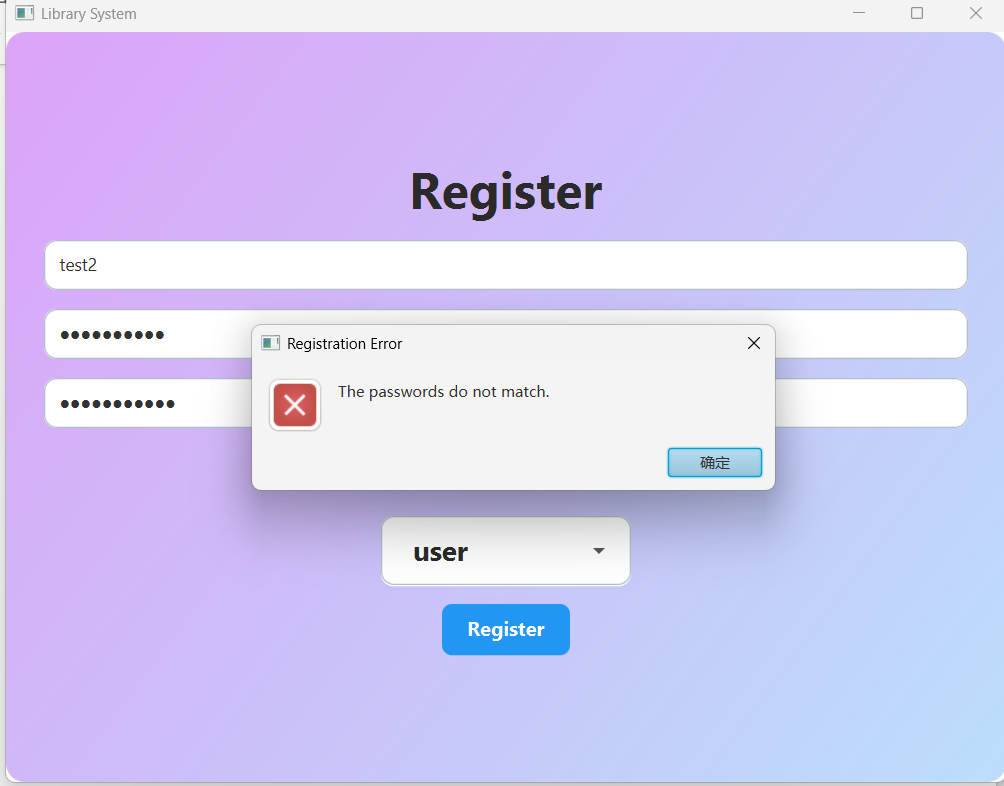 Library System
Register
test2
●●●●●●●●●●
Registration Error
The passwords do not match.
●●●●●●●●●●●
确定
user
Register